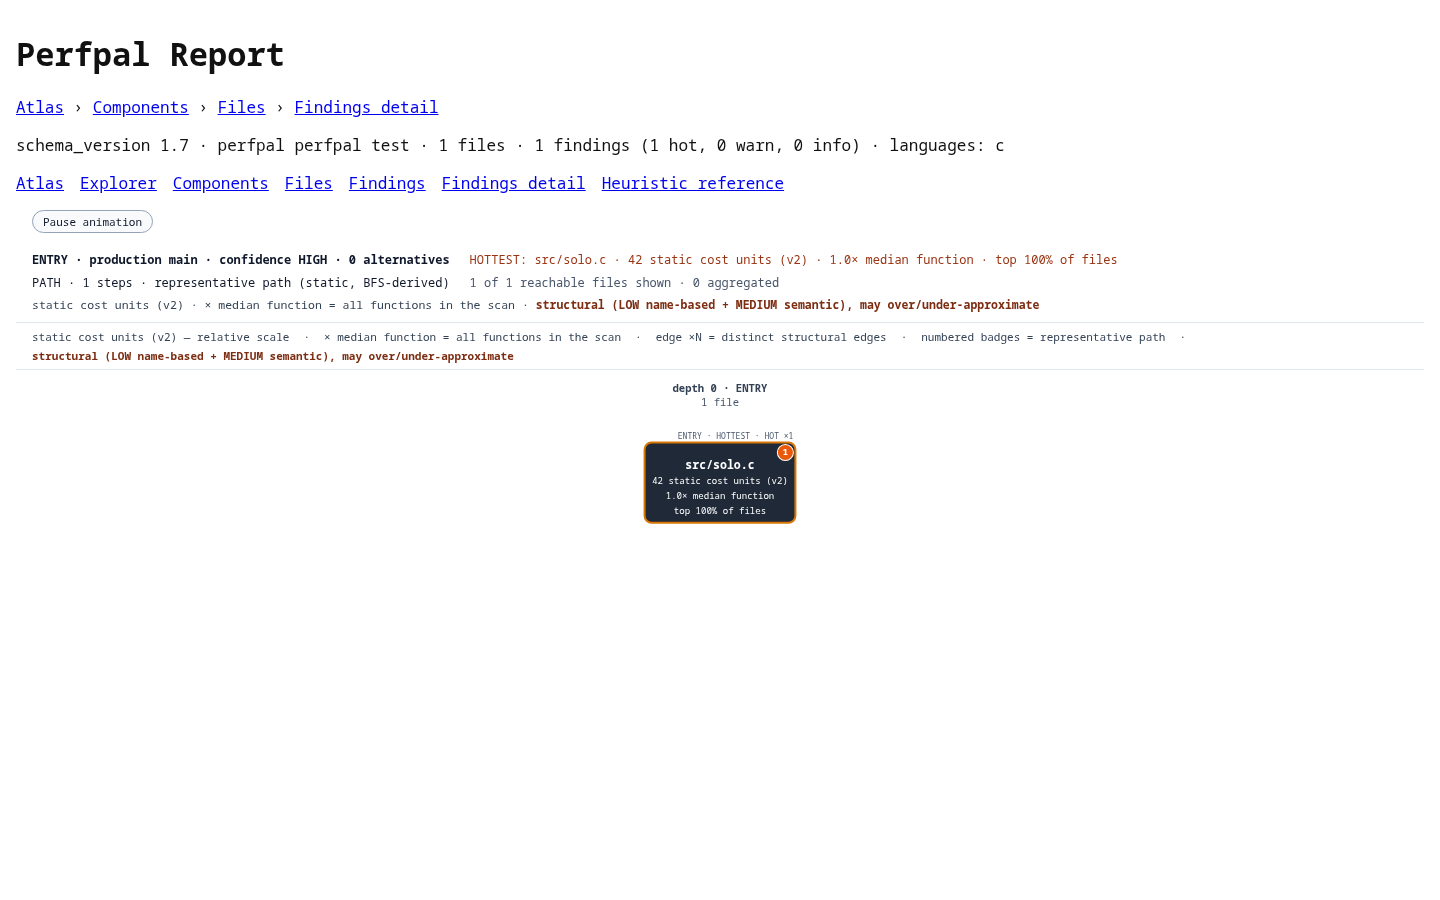 Perfpal Report
Atlas › Components › Files › Findings detail
schema_version 1.7 · perfpal perfpal test · 1 files · 1 findings (1 hot, 0 warn, 0 info) · languages: c
Atlas Explorer Components Files Findings Findings detail Heuristic reference
Pause animation
ENTRY · production main · confidence HIGH · 0 alternatives HOTTEST: src/solo.c · 42 static cost units (v2) · 1.0× median function · top 100% of files
PATH · 1 steps · representative path (static, BFS-derived) 1 of 1 reachable files shown · 0 aggregated
static cost units (v2) · × median function = all functions in the scan · structural (LOW name-based + MEDIUM semantic), may over/under-approximate
static cost units (v2) — relative scale · × median function = all functions in the scan · edge ×N = distinct structural edges · numbered badges = representative path ·
structural (LOW name-based + MEDIUM semantic), may over/under-approximate
depth 0 · ENTRY
1 file
ENTRY · HOTTEST · HOT ×1
1
src/solo.c
42 static cost units (v2)
1.0× median function
top 100% of files